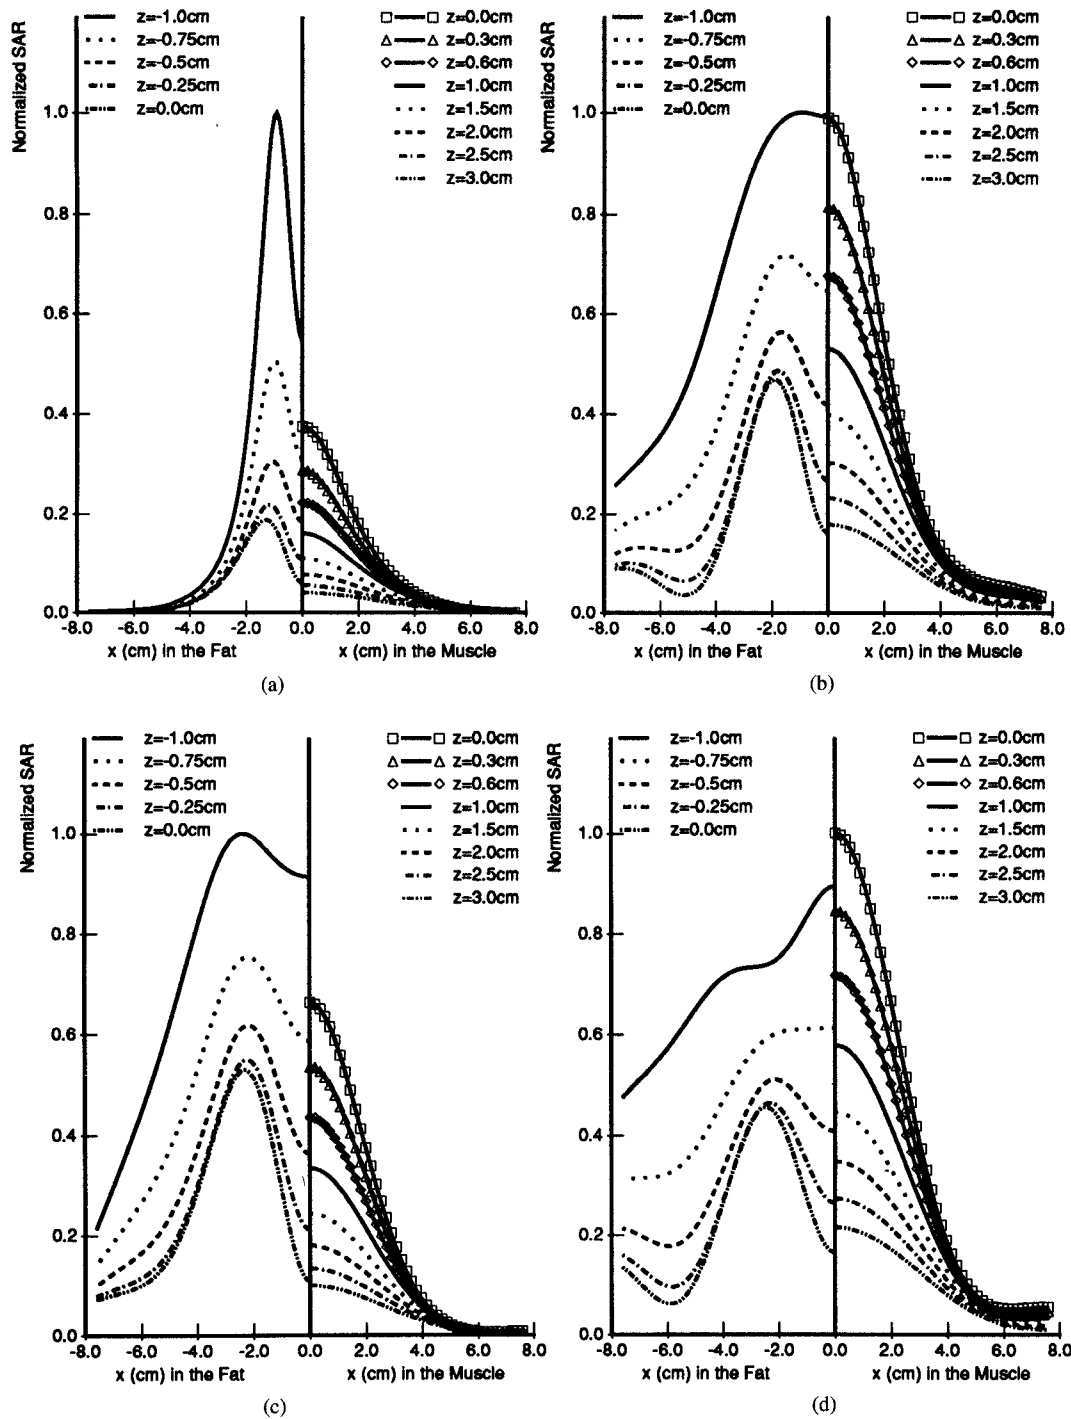 Normalized SAR
z=-1.0cm
z=-0.75cm
z=-0.5cm
z=-0.25cm
z=0.0cm
z=0.0cm
z=0.3cm
z=0.6cm
z=1.0cm
z=1.5cm
z=2.0cm
z=2.5cm
z=3.0cm
1.0
0.8
0.6
0.4
0.2
0.0
-8.0 -6.0 -4.0 -2.0 0.0 2.0 4.0 6.0 8.0
x (cm) in the Fat x (cm) in the Muscle
(a)
Normalized SAR
z=-1.0cm
z=-0.75cm
z=-0.5cm
z=-0.25cm
z=0.0cm
z=0.0cm
z=0.3cm
z=0.6cm
z=1.0cm
z=1.5cm
z=2.0cm
z=2.5cm
z=3.0cm
1.0
0.8
0.6
0.4
0.2
0.0
-8.0 -6.0 -4.0 -2.0 0.0 2.0 4.0 6.0 8.0
x (cm) in the Fat x (cm) in the Muscle
(b)
Normalized SAR
z=-1.0cm
z=-0.75cm
z=-0.5cm
z=-0.25cm
z=0.0cm
z=0.0cm
z=0.3cm
z=0.6cm
z=1.0cm
z=1.5cm
z=2.0cm
z=2.5cm
z=3.0cm
1.0
0.8
0.6
0.4
0.2
0.0
-8.0 -6.0 -4.0 -2.0 0.0 2.0 4.0 6.0 8.0
x (cm) in the Fat x (cm) in the Muscle
(c)
Normalized SAR
z=-1.0cm
z=-0.75cm
z=-0.5cm
z=-0.25cm
z=0.0cm
z=0.0cm
z=0.3cm
z=0.6cm
z=1.0cm
z=1.5cm
z=2.0cm
z=2.5cm
z=3.0cm
1.0
0.8
0.6
0.4
0.2
0.0
-8.0 -6.0 -4.0 -2.0 0.0 2.0 4.0 6.0 8.0
x (cm) in the Fat x (cm) in the Muscle
(d)